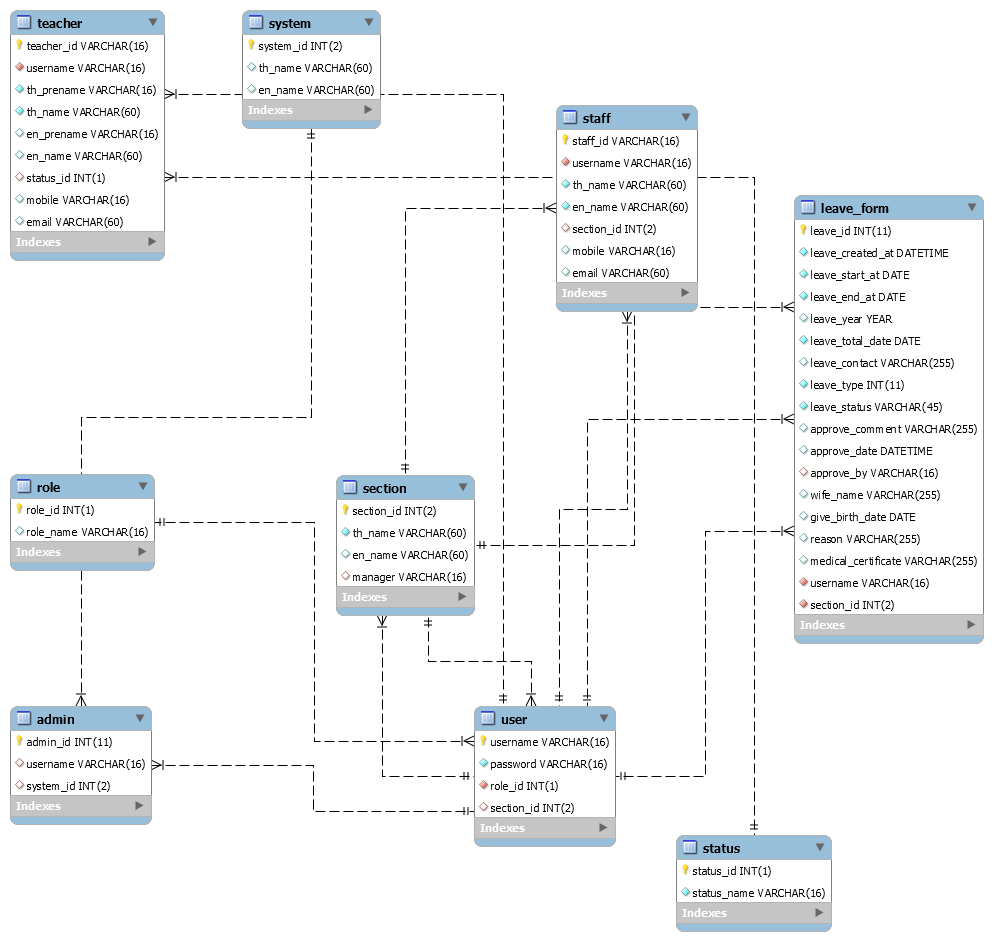 teacher
teacher_id VARCHAR(16)
username VARCHAR(16)
th_prename VARCHAR(16)
th_name VARCHAR(60)
en_prename VARCHAR(16)
en_name VARCHAR(60)
status_id INT(1)
mobile VARCHAR(16)
email VARCHAR(60)
Indexes
system
system_id INT(2)
th_name VARCHAR(60)
en_name VARCHAR(60)
Indexes
staff
staff_id VARCHAR(16)
username VARCHAR(16)
th_name VARCHAR(60)
en_name VARCHAR(60)
section_id INT(2)
mobile VARCHAR(16)
email VARCHAR(60)
Indexes
leave_form
leave_id INT(11)
leave_created_at DATETIME
leave_start_at DATE
leave_end_at DATE
leave_year YEAR
leave_total_date DATE
leave_contact VARCHAR(255)
leave_type INT(11)
leave_status VARCHAR(45)
approve_comment VARCHAR(255)
approve_date DATETIME
approve_by VARCHAR(16)
wife_name VARCHAR(255)
give_birth_date DATE
reason VARCHAR(255)
medical_certificate VARCHAR(255)
username VARCHAR(16)
section_id INT(2)
Indexes
role
role_id INT(1)
role_name VARCHAR(16)
Indexes
section
section_id INT(2)
th_name VARCHAR(60)
en_name VARCHAR(60)
manager VARCHAR(16)
Indexes
admin
admin_id INT(11)
username VARCHAR(16)
system_id INT(2)
Indexes
user
username VARCHAR(16)
password VARCHAR(16)
role_id INT(1)
section_id INT(2)
Indexes
status
status_id INT(1)
status_name VARCHAR(16)
Indexes